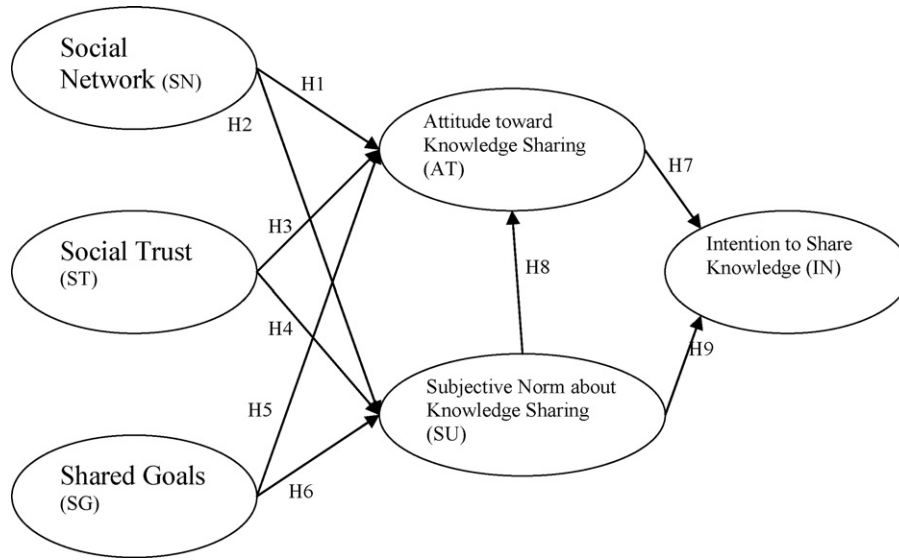 Social
Network (SN)
H1
H2
Attitude toward
Knowledge Sharing
(AT)
H7
Social Trust
(ST)
H3
H4
H8
Intention to Share
Knowledge (IN)
H9
Subjective Norm about
Knowledge Sharing
(SU)
H5
H6
Shared Goals
(SG)